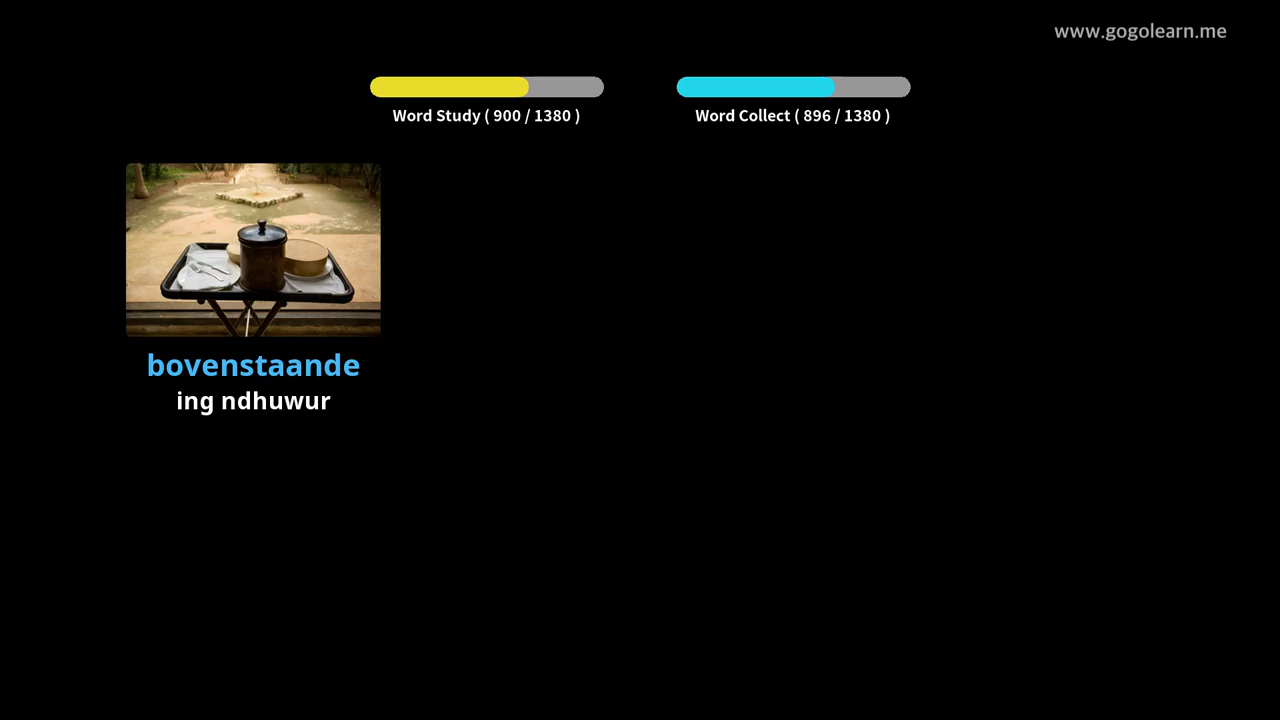 www.gogolearn.me
Word Study ( 900 / 1380 )
Word Collect ( 896 / 1380 )
bovenstaande
ing ndhuwur